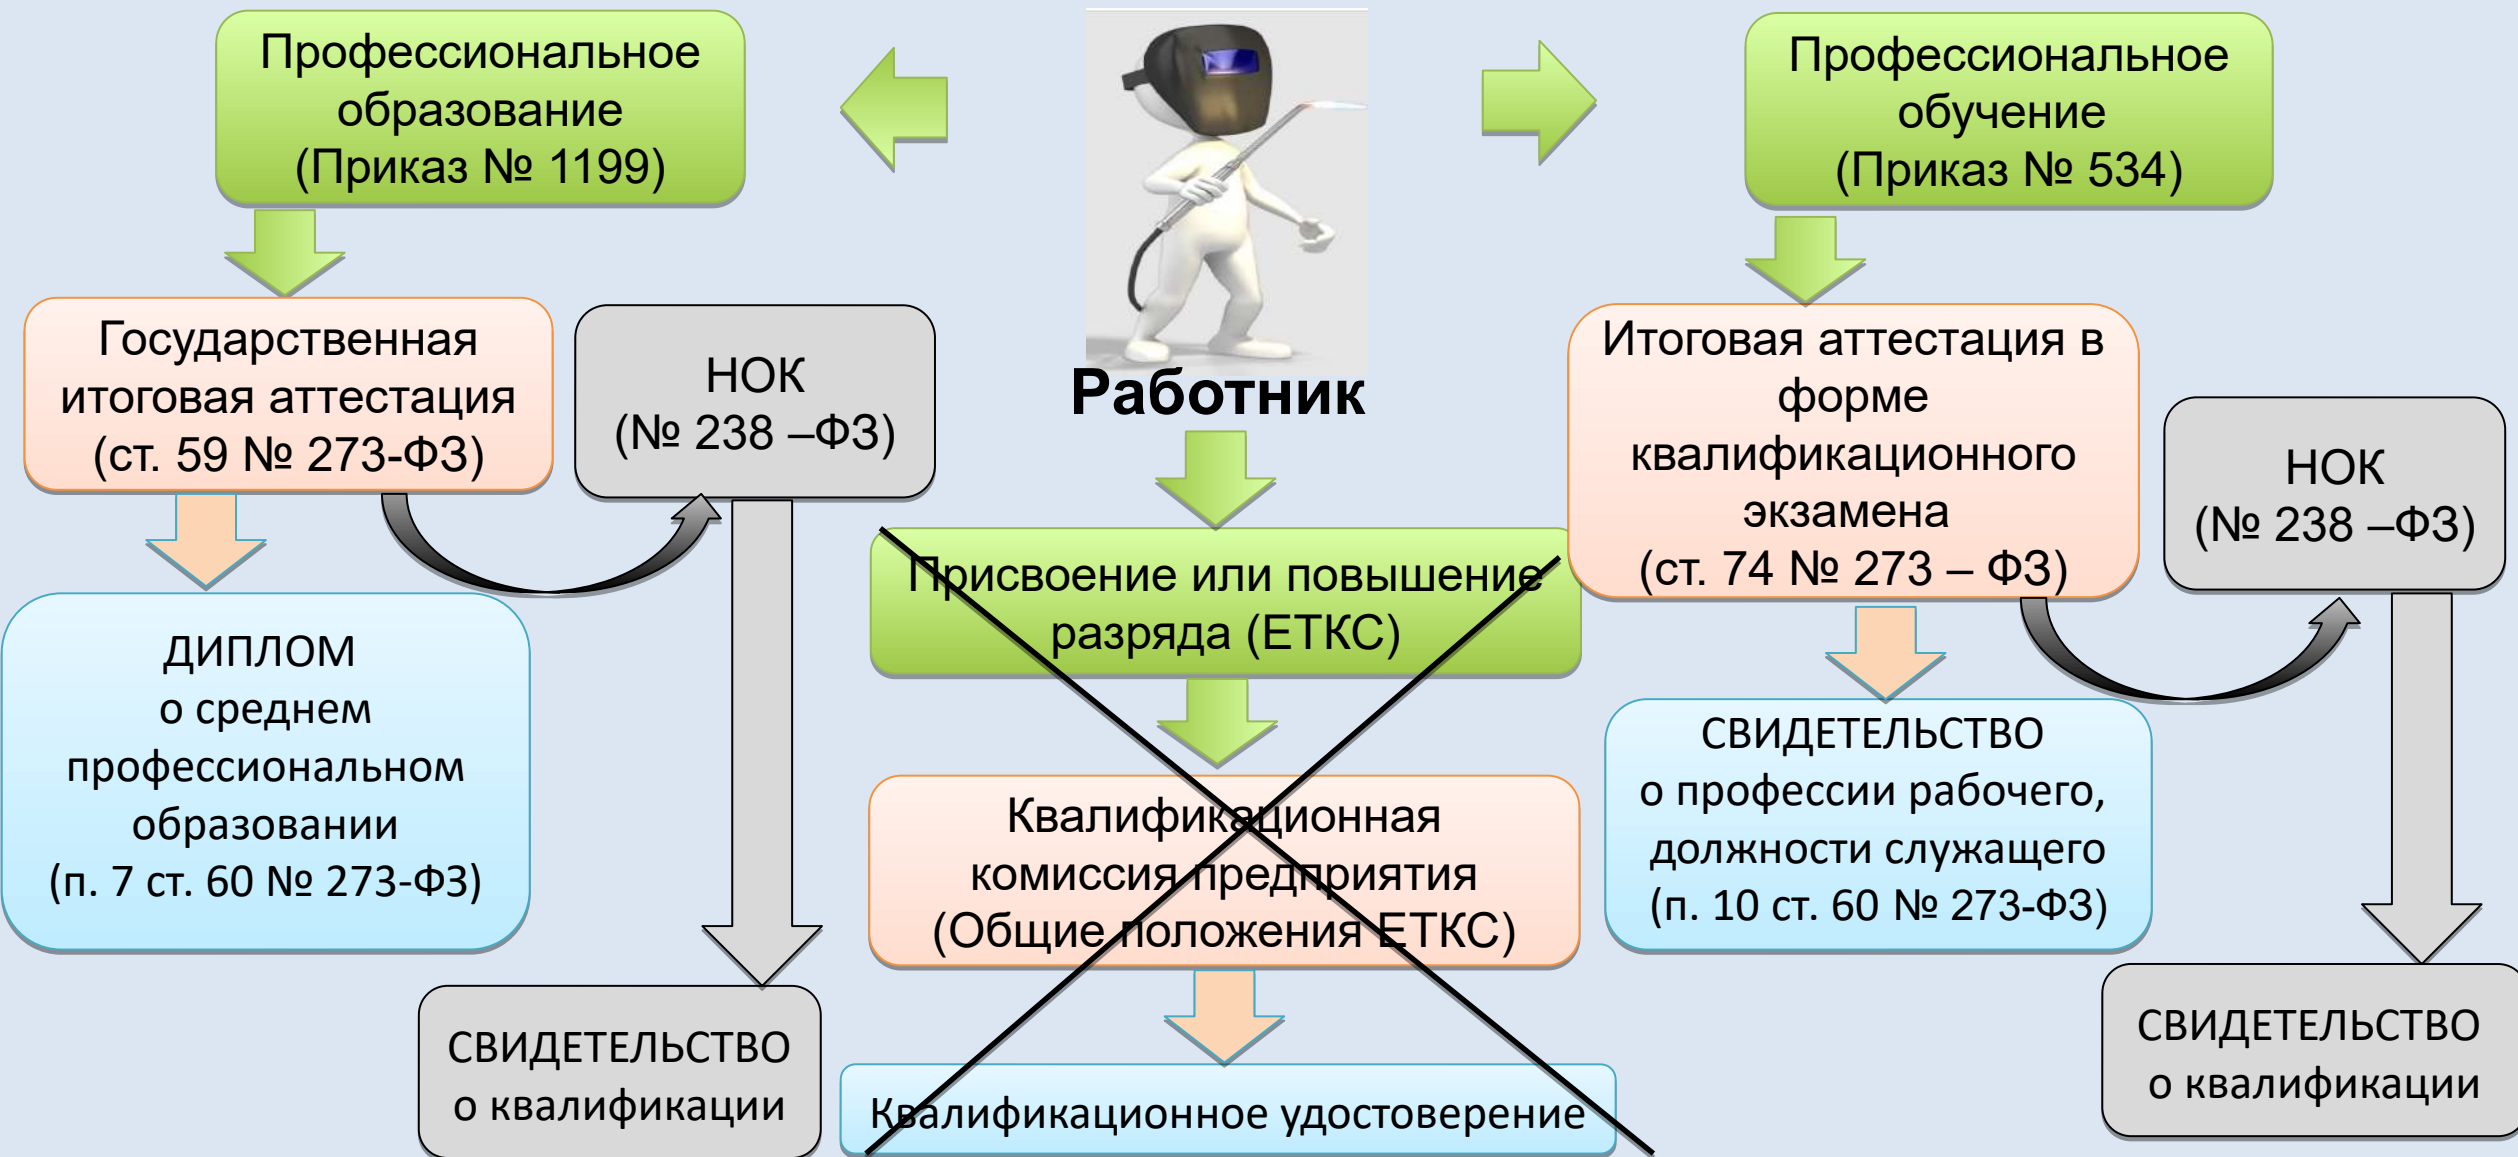 Профессиональное
образование
(Приказ № 1199)
Профессиональное
обучение
(Приказ № 534)
Государственная
итоговая аттестация
(ст. 59 № 273-ФЗ)
НОК
(№ 238 –ФЗ)
Работник
Итоговая аттестация в
форме
квалификационного
экзамена
(ст. 74 № 273 – ФЗ)
НОК
(№ 238 –ФЗ)
Присвоение или повышение
разряда (ЕТКС)
ДИПЛОМ
о среднем
профессиональном
образовании
(п. 7 ст. 60 № 273-ФЗ)
Квалификационная
комиссия предприятия
(Общие положения ЕТКС)
СВИДЕТЕЛЬСТВО
о профессии рабочего,
должности служащего
(п. 10 ст. 60 № 273-ФЗ)
СВИДЕТЕЛЬСТВО
о квалификации
Квалификационное удостоверение
СВИДЕТЕЛЬСТВО
о квалификации